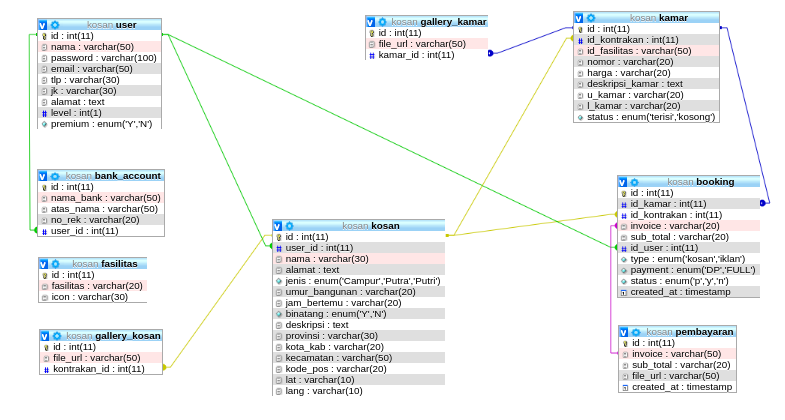 kosan user
id : int(11)
nama : varchar(50)
password : varchar(100)
email : varchar(50)
tlp : varchar(30)
jk : varchar(30)
alamat : text
level : int(1)
premium : enum('Y','N')
kosan gallery_kamar
id : int(11)
file_url : varchar(50)
kamar_id : int(11)
kosan kamar
id : int(11)
id_kontrakan : int(11)
id_fasilitas : varchar(50)
nomor : varchar(20)
harga : varchar(20)
deskripsi_kamar : text
u_kamar : varchar(20)
l_kamar : varchar(20)
status : enum('terisi','kosong')
kosan bank_account
id : int(11)
nama_bank : varchar(50)
atas_nama : varchar(50)
no_rek : varchar(20)
user_id : int(11)
kosan booking
id : int(11)
id_kamar : int(11)
id_kontrakan : int(11)
invoice : varchar(20)
sub_total : varchar(20)
id_user : int(11)
type : enum('kosan','iklan')
payment : enum('DP','FULL')
status : enum('p','y','n')
created_at : timestamp
kosan kosan
id : int(11)
user_id : int(11)
nama : varchar(30)
alamat : text
jenis : enum('Campur','Putra','Putri')
umur_bangunan : varchar(20)
jam_bertemu : varchar(20)
binatang : enum('Y','N')
deskripsi : text
provinsi : varchar(30)
kota_kab : varchar(20)
kecamatan : varchar(50)
kode_pos : varchar(20)
lat : varchar(10)
lang : varchar(10)
kosan fasilitas
id : int(11)
fasilitas : varchar(20)
icon : varchar(30)
kosan gallery_kosan
id : int(11)
file_url : varchar(50)
kontrakan_id : int(11)
kosan pembayaran
id : int(11)
invoice : varchar(50)
sub_total : varchar(20)
file_url : varchar(50)
created_at : timestamp